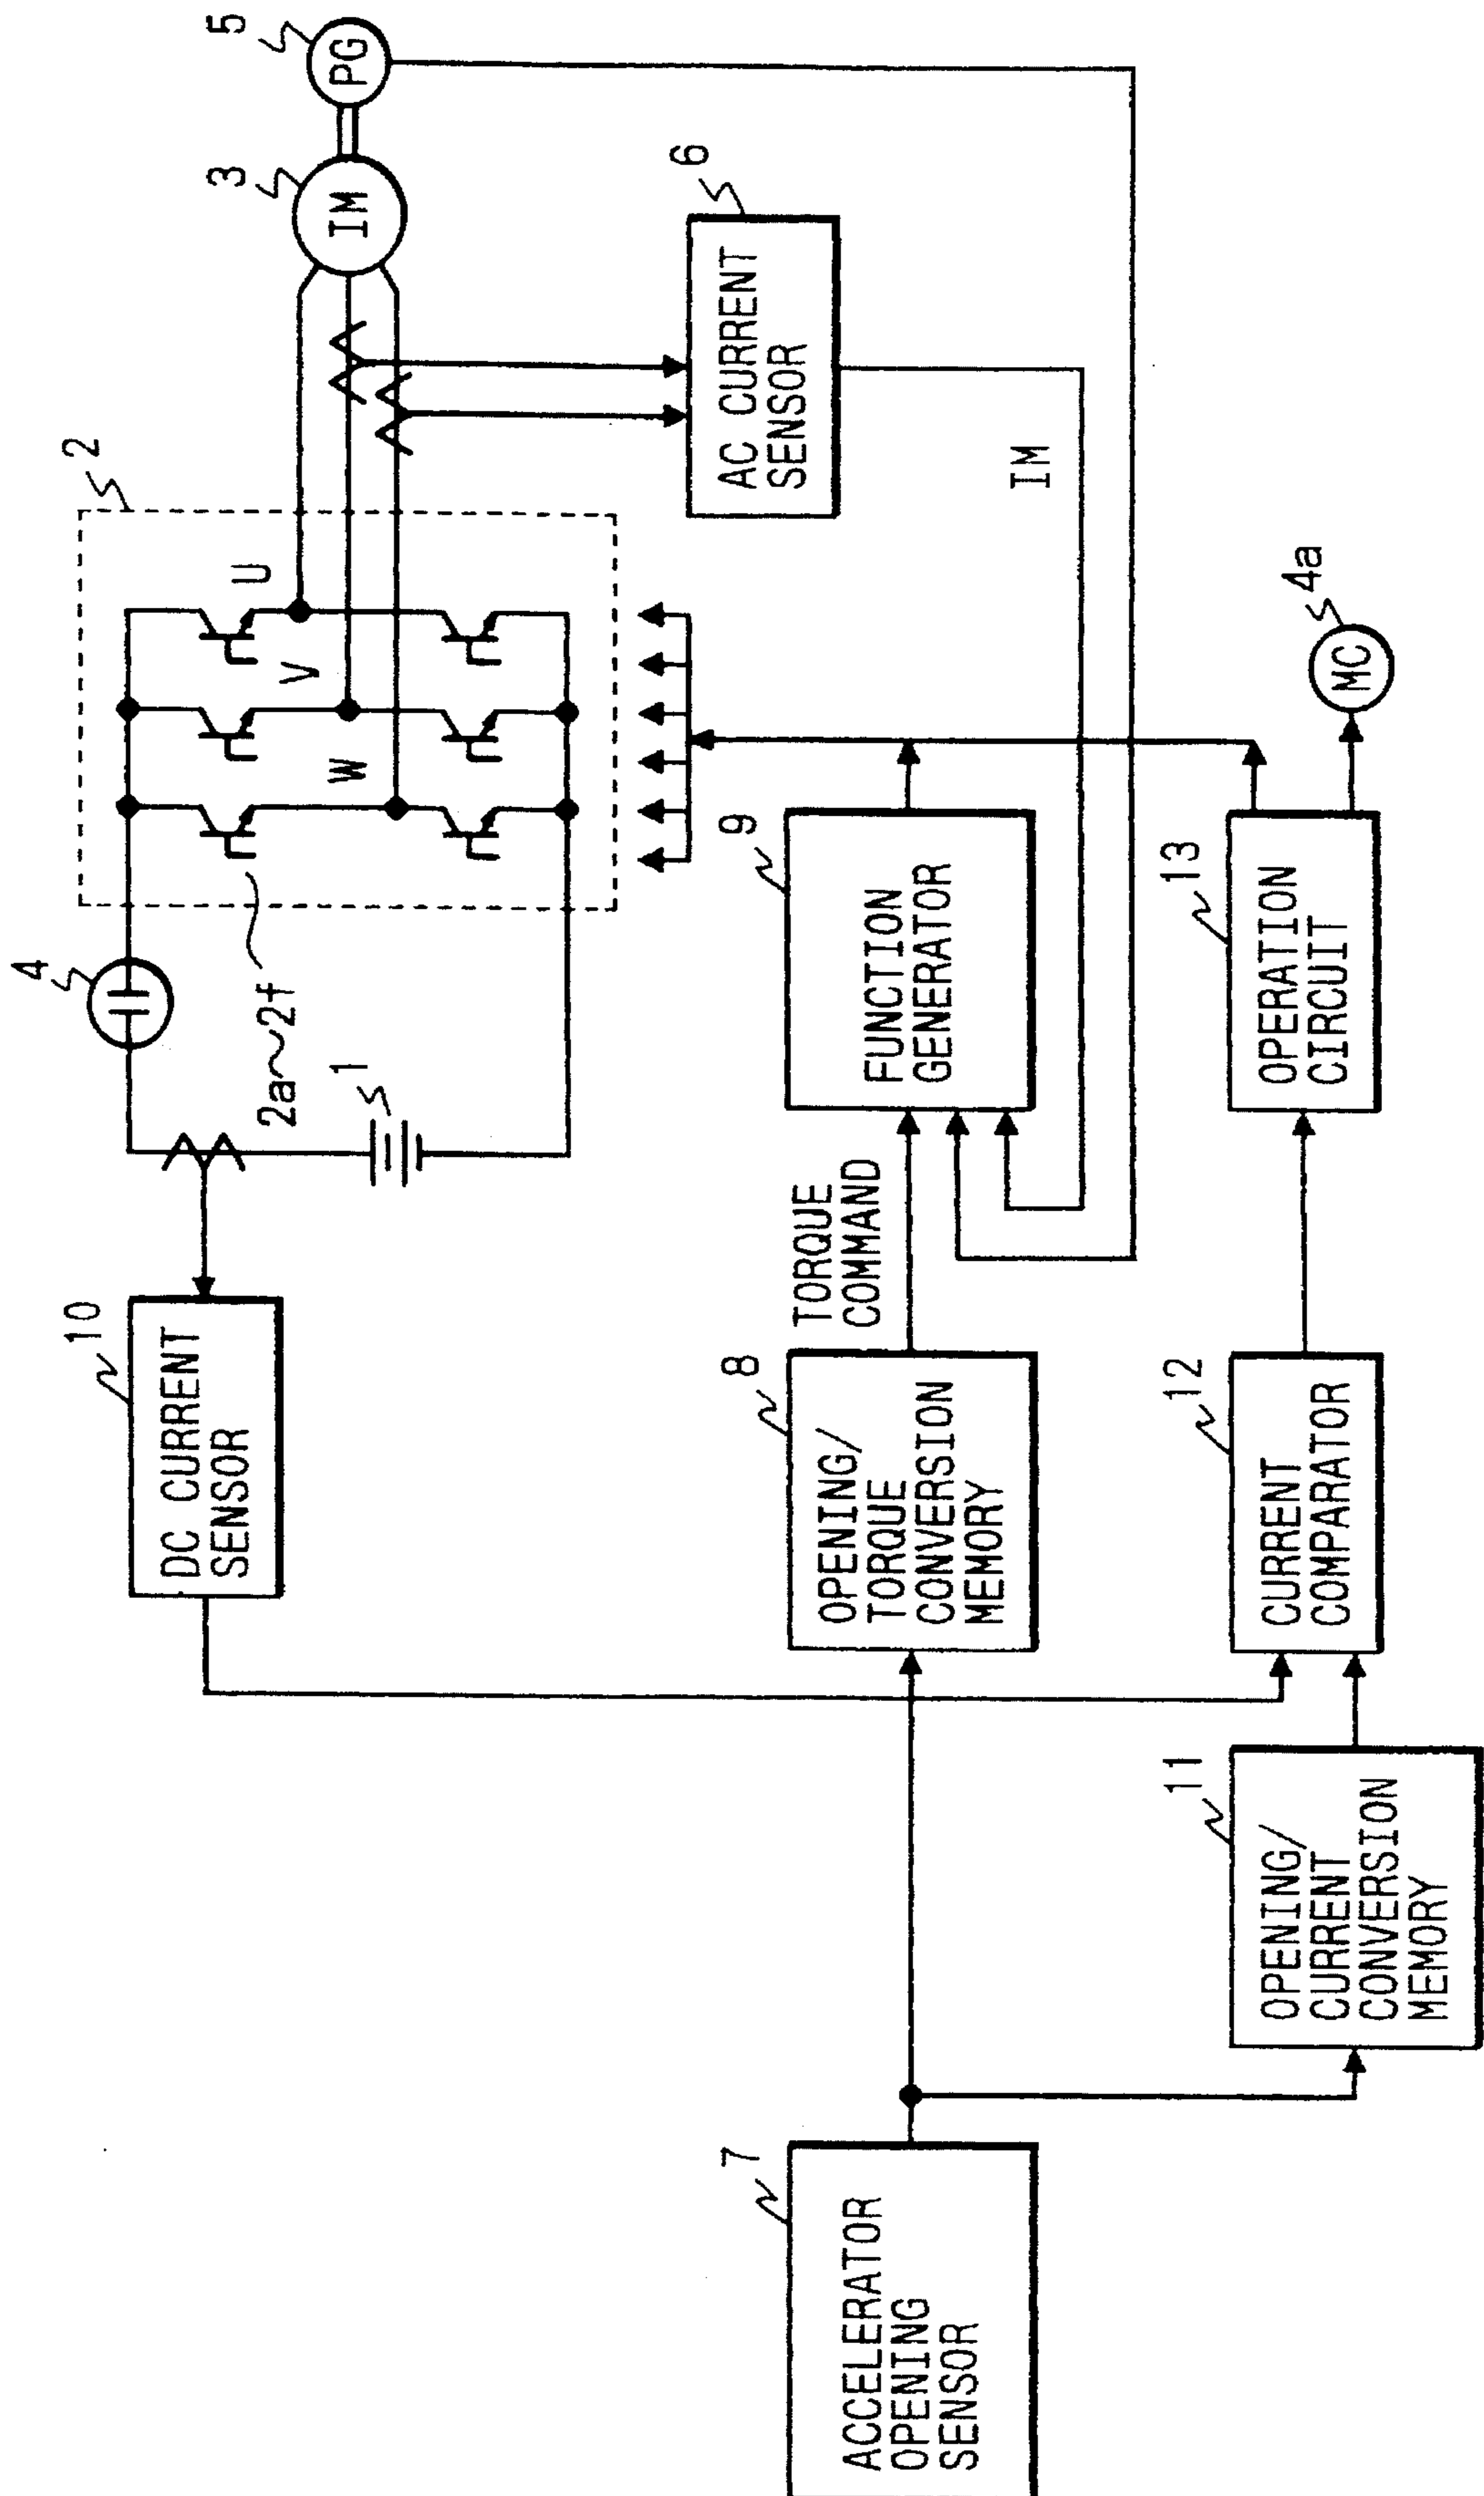 4
2
5
PG
3
IM
U
V
W
2a~2f
1
10
DC CURRENT
SENSOR
6
AC CURRENT
SENSOR
IM
7
ACCELERATOR
OPENING
SENSOR
8
OPENING/
TORQUE
CONVERSION
MEMORY
TORQUE
COMMAND
9
FUNCTION
GENERATOR
11
OPENING/
CURRENT
CONVERSION
MEMORY
12
CURRENT
COMPARATOR
13
OPERATION
CIRCUIT
4a
MC